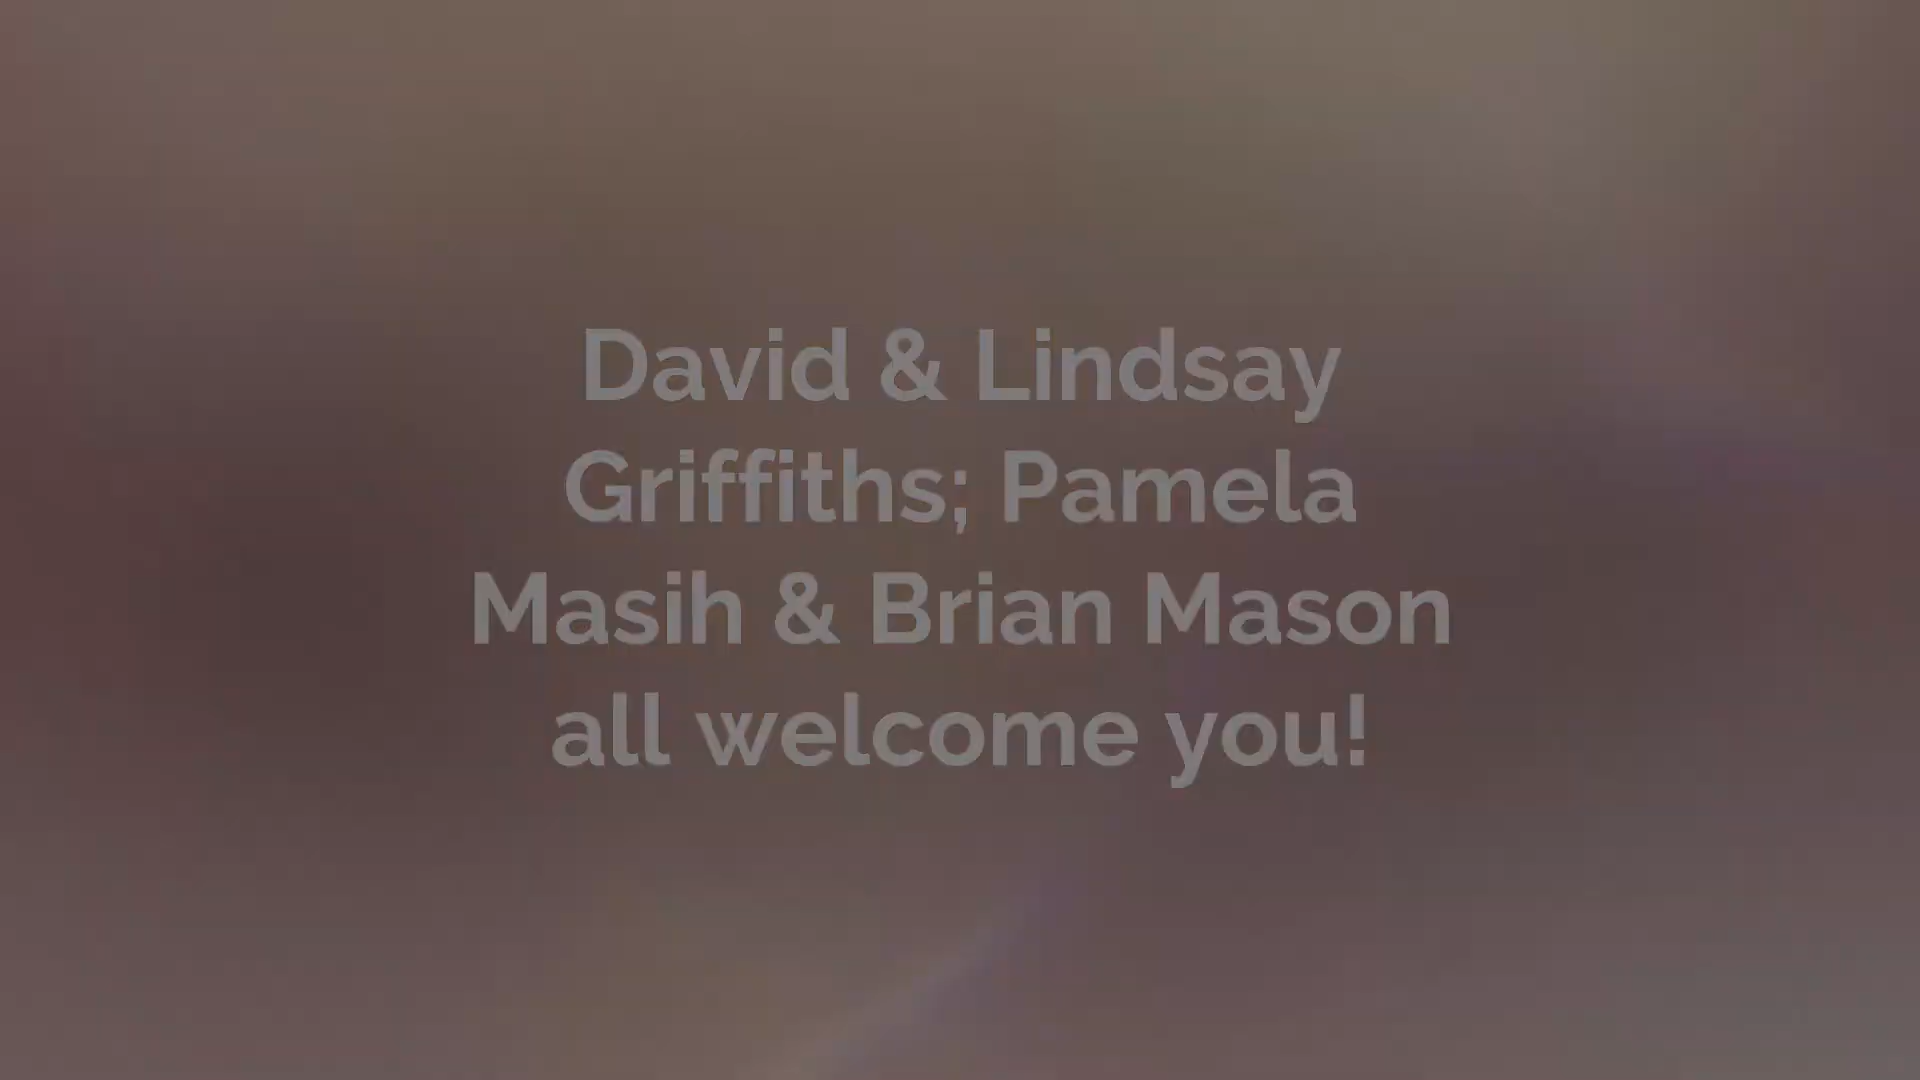 David & Lindsay
Griffiths; Pamela
Masih & Brian Mason
all welcome you!